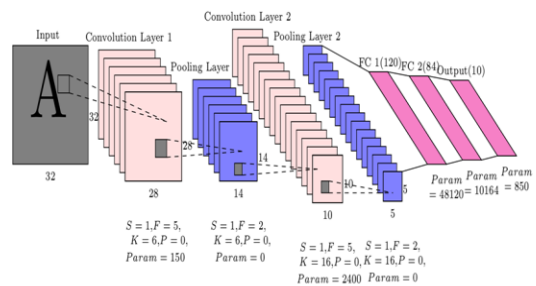 Convolution Layer 2
Input
Convolution Layer 1
Pooling Layer 2
Pooling Layer
FC 1(120)
FC 2(84)
Output(10)
A
32
28
14
10
5
32
28
14
10
5
Param
= 48120
Param
= 10164
Param
= 850
S = 1,F = 5,
K = 6,P = 0,
Param = 150
S = 1,F = 2,
K = 6,P = 0,
Param = 0
S = 1,F = 5,
K = 16,P = 0,
Param = 2400
S = 1,F = 2,
K = 16,P = 0,
Param = 0